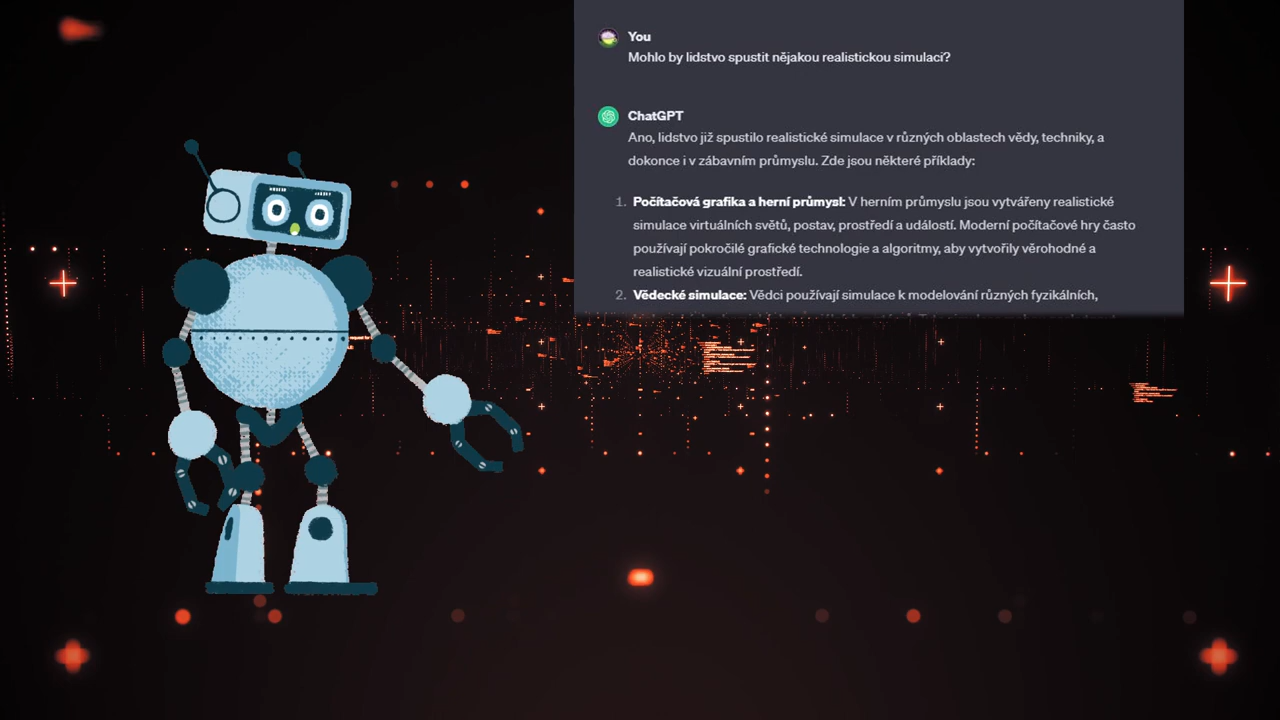 You
Mohlo by lidstvo spustit nějakou realistickou simulaci?
ChatGPT
Ano, lidstvo již spustilo realistické simulace v různých oblastech vědy, techniky, a
dokonce i v zábavním průmyslu. Zde jsou některé příklady:
1. Počítačová grafika a herní průmysl: V herním průmyslu jsou vytvářeny realistické
simulace virtuálních světů, postav, prostředí a událostí. Moderní počítačové hry často
používají pokročilé grafické technologie a algoritmy, aby vytvořily věrohodné a
realistické vizuální prostředí.
2. Vědecké simulace: Vědci používají simulace k modelování různých fyzikálních,